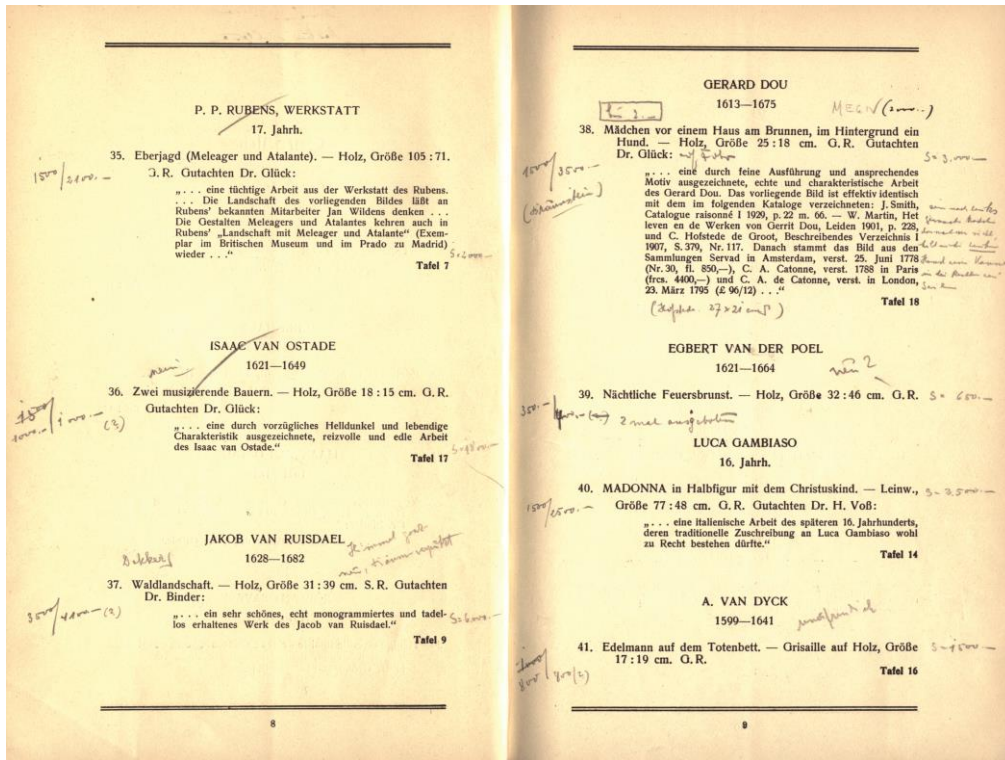 P. P. RUBENS, WERKSTATT
17. Jahrh.
35. Eberjagd (Meleager und Atalante). — Holz, Größe 105 : 71.
G. R. Gutachten Dr. Glück:
1500/2100.-
„. . . eine tüchtige Arbeit aus der Werkstatt des Rubens.
. . . Die Landschaft des vorliegenden Bildes läßt an
Rubens' bekannten Mitarbeiter Jan Wildens denken . . .
Die Gestalten Meleagers und Atalantes kehren auch in
Rubens' „Landschaft mit Meleager und Atalante“ (Exem-
plar im Britischen Museum und im Prado zu Madrid)
wieder . . .“
Tafel 7
ISAAC VAN OSTADE
1621—1649
nein
36. Zwei musizierende Bauern. — Holz, Größe 18 : 15 cm. G. R.
Gutachten Dr. Glück:
„. . . eine durch vorzügliches Helldunkel und lebendige
Charakteristik ausgezeichnete, reizvolle und edle Arbeit
des Isaac van Ostade.“
Tafel 17
JAKOB VAN RUISDAEL
1628—1682
Dekker
37. Waldlandschaft. — Holz, Größe 31 : 39 cm. S. R. Gutachten
Dr. Binder:
„. . . ein sehr schönes, echt monogrammiertes und tadel-
los erhaltenes Werk des Jacob van Ruisdael.“
S=6000.-
Tafel 9
8
GERARD DOU
1613—1675
38. Mädchen vor einem Haus am Brunnen, im Hintergrund ein
Hund. — Holz, Größe 25 : 18 cm. G. R. Gutachten
Dr. Glück:
S=3,000.-
1500/3500.-
„. . . eine durch feine Ausführung und ansprechendes
Motiv ausgezeichnete, echte und charakteristische Arbeit
des Gerard Dou. Das vorliegende Bild ist effektiv identisch
mit dem im folgenden Kataloge verzeichneten: J. Smith,
Catalogue raisonné I 1929, p. 22 m. 66. — W. Martin, Het
leven en de Werken von Gerrit Dou, Leiden 1901, p. 228,
und C. Hofstede de Groot, Beschreibendes Verzeichnis I
1907, S. 379, Nr. 117. Danach stammt das Bild aus den
Sammlungen Servad in Amsterdam, verst. 25. Juni 1778
(Nr. 30, fl. 850,—), C. A. Catonne, verst. 1788 in Paris
(frcs. 4400,—) und C. A. de Catonne, verst. in London,
23. März 1795 (£ 96/12) . . .“
Tafel 18
EGBERT VAN DER POEL
1621—1664
39. Nächtliche Feuersbrunst. — Holz, Größe 32 : 46 cm. G. R.
S= 650.-
2 mal ausgeboten
LUCA GAMBIASO
16. Jahrh.
40. MADONNA in Halbfigur mit dem Christuskind. — Leinw.,
Größe 77 : 48 cm. G. R. Gutachten Dr. H. Voß:
1500/2500.-
„. . . eine italienische Arbeit des späteren 16. Jahrhunderts,
deren traditionelle Zuschreibung an Luca Gambiaso wohl
zu Recht bestehen dürfte.“
Tafel 14
A. VAN DYCK
1599—1641
41. Edelmann auf dem Totenbett. — Grisaille auf Holz, Größe
17 : 19 cm. G. R.
Tafel 16
9